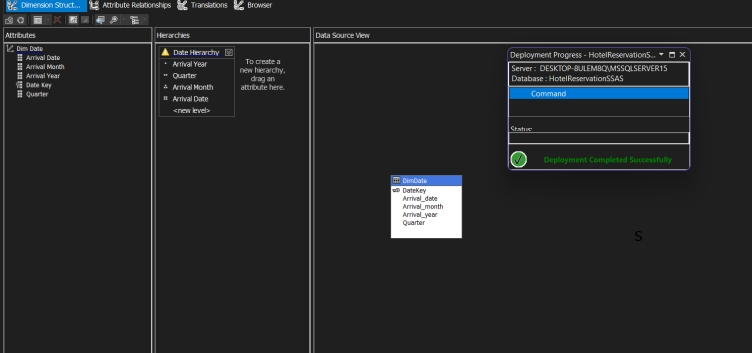 Dimension Struct... Attribute Relationships Translations Browser
Attributes
Dim Date
Arrival Date
Arrival Month
Arrival Year
Date Key
Quarter
Hierarchies
Date Hierarchy
Arrival Year
Quarter
Arrival Month
Arrival Date
<new level>
To create a
new hierarchy,
drag an
attribute here.
Data Source View
DimDate
DateKey
Arrival_date
Arrival_month
Arrival_year
Quarter
Deployment Progress - HotelReservationS...
Server : DESKTOP-8ULEM8Q\MSSQLSERVER15
Database : HotelReservationSSAS
Command
Status:
Deployment Completed Successfully
S